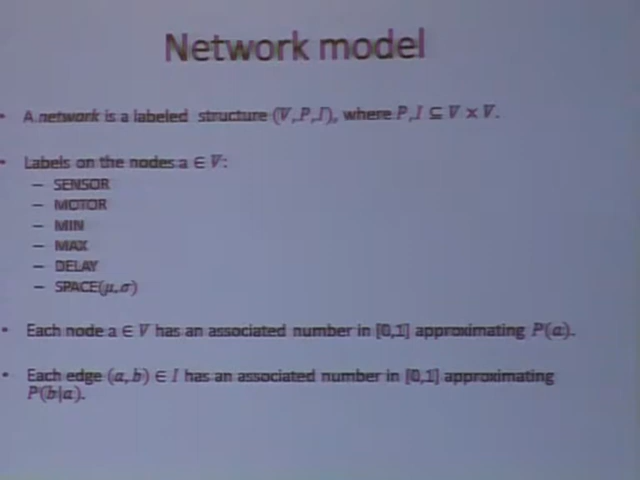 Network model
• A network is a labeled structure (V,P,I), where P,I ⊆ V × V.
• Labels on the nodes a ∈ V:
– SENSOR
– MOTOR
– MIN
– MAX
– DELAY
– SPACE(μ,σ)
• Each node a ∈ V has an associated number in [0,1] approximating P(a).
• Each edge (a,b) ∈ I has an associated number in [0,1] approximating
P(b|a).